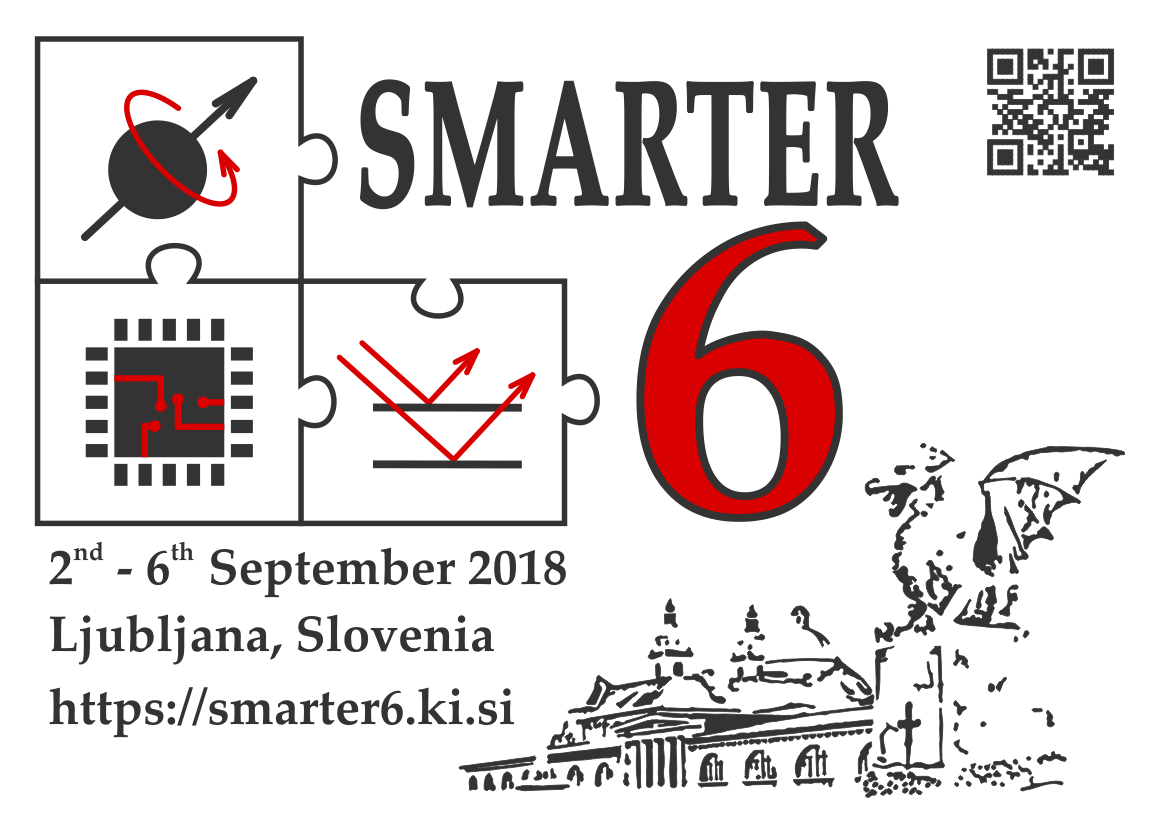 SMARTER
6
2nd - 6th September 2018
Ljubljana, Slovenia
https://smarter6.ki.si